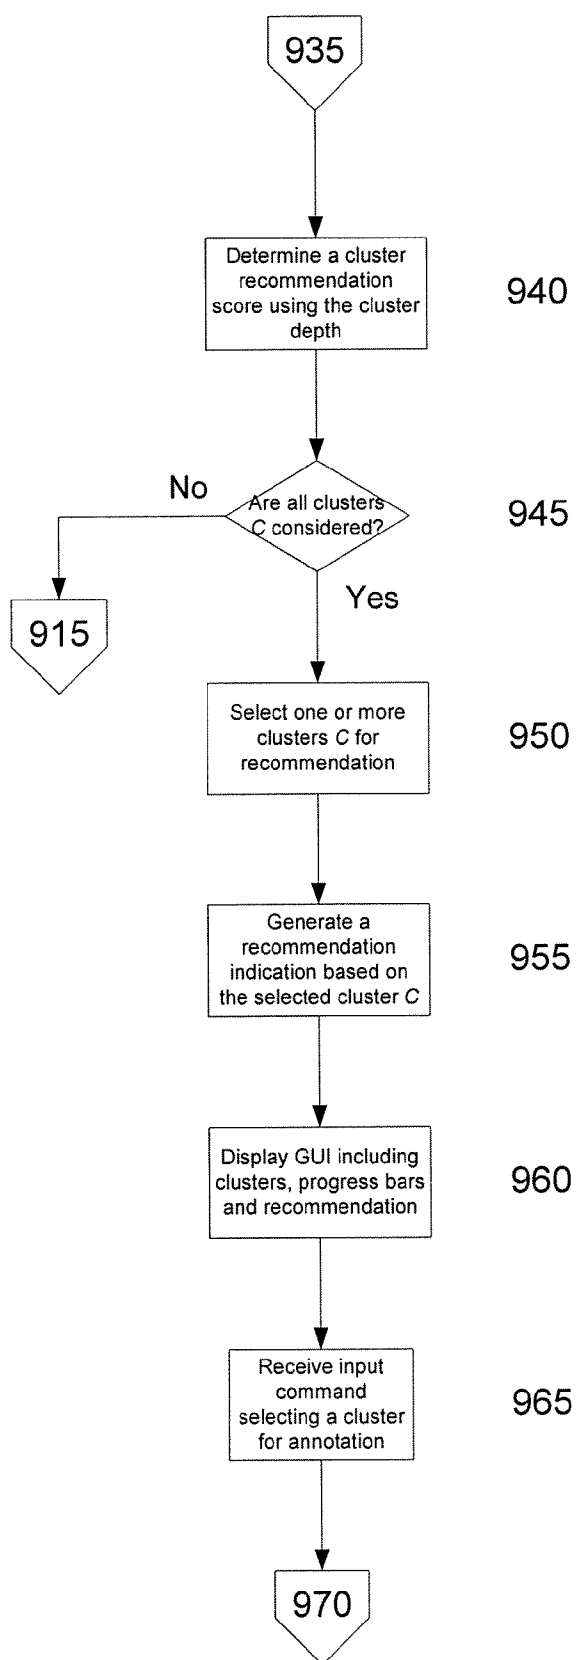 935
Determine a cluster
recommendation
score using the cluster
depth
940
No
Are all clusters
C considered?
945
Yes
915
Select one or more
clusters C for
recommendation
950
Generate a
recommendation
indication based on
the selected cluster C
955
Display GUI including
clusters, progress bars
and recommendation
960
Receive input
command
selecting a cluster
for annotation
965
970